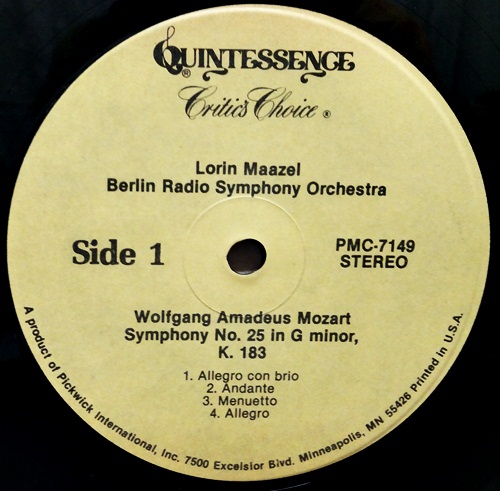 QUINTESSENCE®
Critic's Choice®
Lorin Maazel
Berlin Radio Symphony Orchestra
Side 1
PMC-7149
STEREO
Wolfgang Amadeus Mozart
Symphony No. 25 in G minor,
K. 183
1. Allegro con brio
2. Andante
3. Menuetto
4. Allegro
A product of Pickwick International, Inc. 7500 Excelsior Blvd. Minneapolis, MN 55426 Printed in U.S.A.